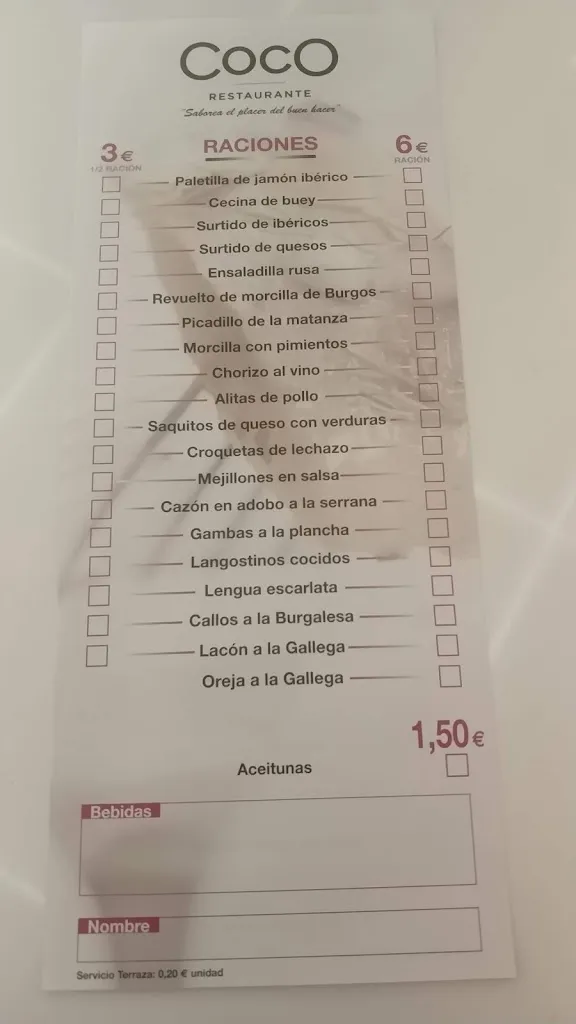 COCO
RESTAURANTE
"Saborea el placer del buen hacer"
3€ RACIONES 6€
1/2 RACIÓN RACIÓN
Paletilla de jamón ibérico
Cecina de buey
Surtido de ibéricos
Surtido de quesos
Ensaladilla rusa
Revuelto de morcilla de Burgos
Picadillo de la matanza
Morcilla con pimientos
Chorizo al vino
Alitas de pollo
Saquitos de queso con verduras
Croquetas de lechazo
Mejillones en salsa
Cazón en adobo a la serrana
Gambas a la plancha
Langostinos cocidos
Lengua escarlata
Callos a la Burgalesa
Lacón a la Gallega
Oreja a la Gallega
1,50€
Aceitunas
Bebidas
Nombre
Servicio Terraza: 0,20 € unidad